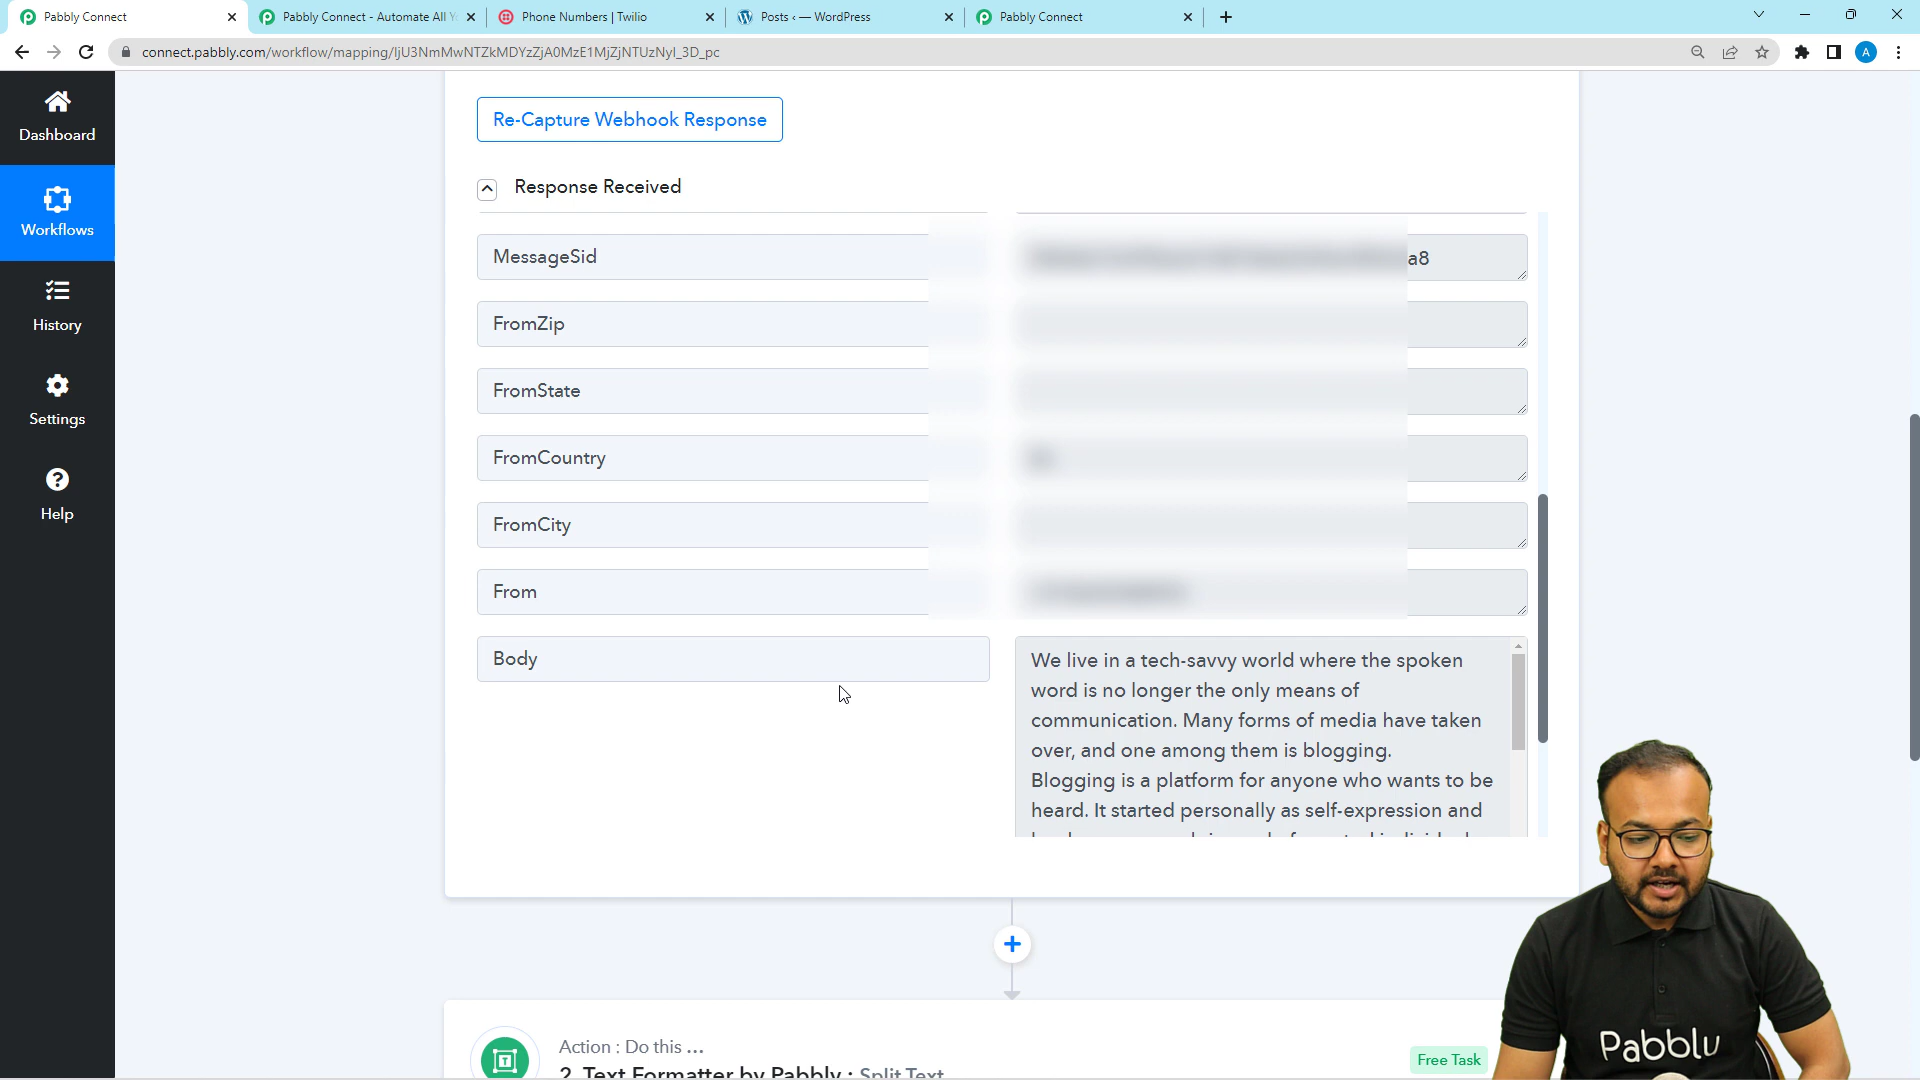 Pabbly Connect
Pabbly Connect - Automate All Y
Phone Numbers | Twilio
Posts ‹ — WordPress
Pabbly Connect
connect.pabbly.com/workflow/mapping/IjU3NmMwNTZkMDYzZjA0MzE1MjZjNTUzNyI_3D_pc
A
Dashboard
Workflows
History
Settings
Help
Re-Capture Webhook Response
Response Received
MessageSid
a8
FromZip
FromState
FromCountry
FromCity
From
Body
We live in a tech-savvy world where the spoken
word is no longer the only means of
communication. Many forms of media have taken
over, and one among them is blogging.
Blogging is a platform for anyone who wants to be
heard. It started personally as self-expression and
Action : Do this ...
2. Text Formatter by Pabbly : Split Text
Free Task
Pabblu